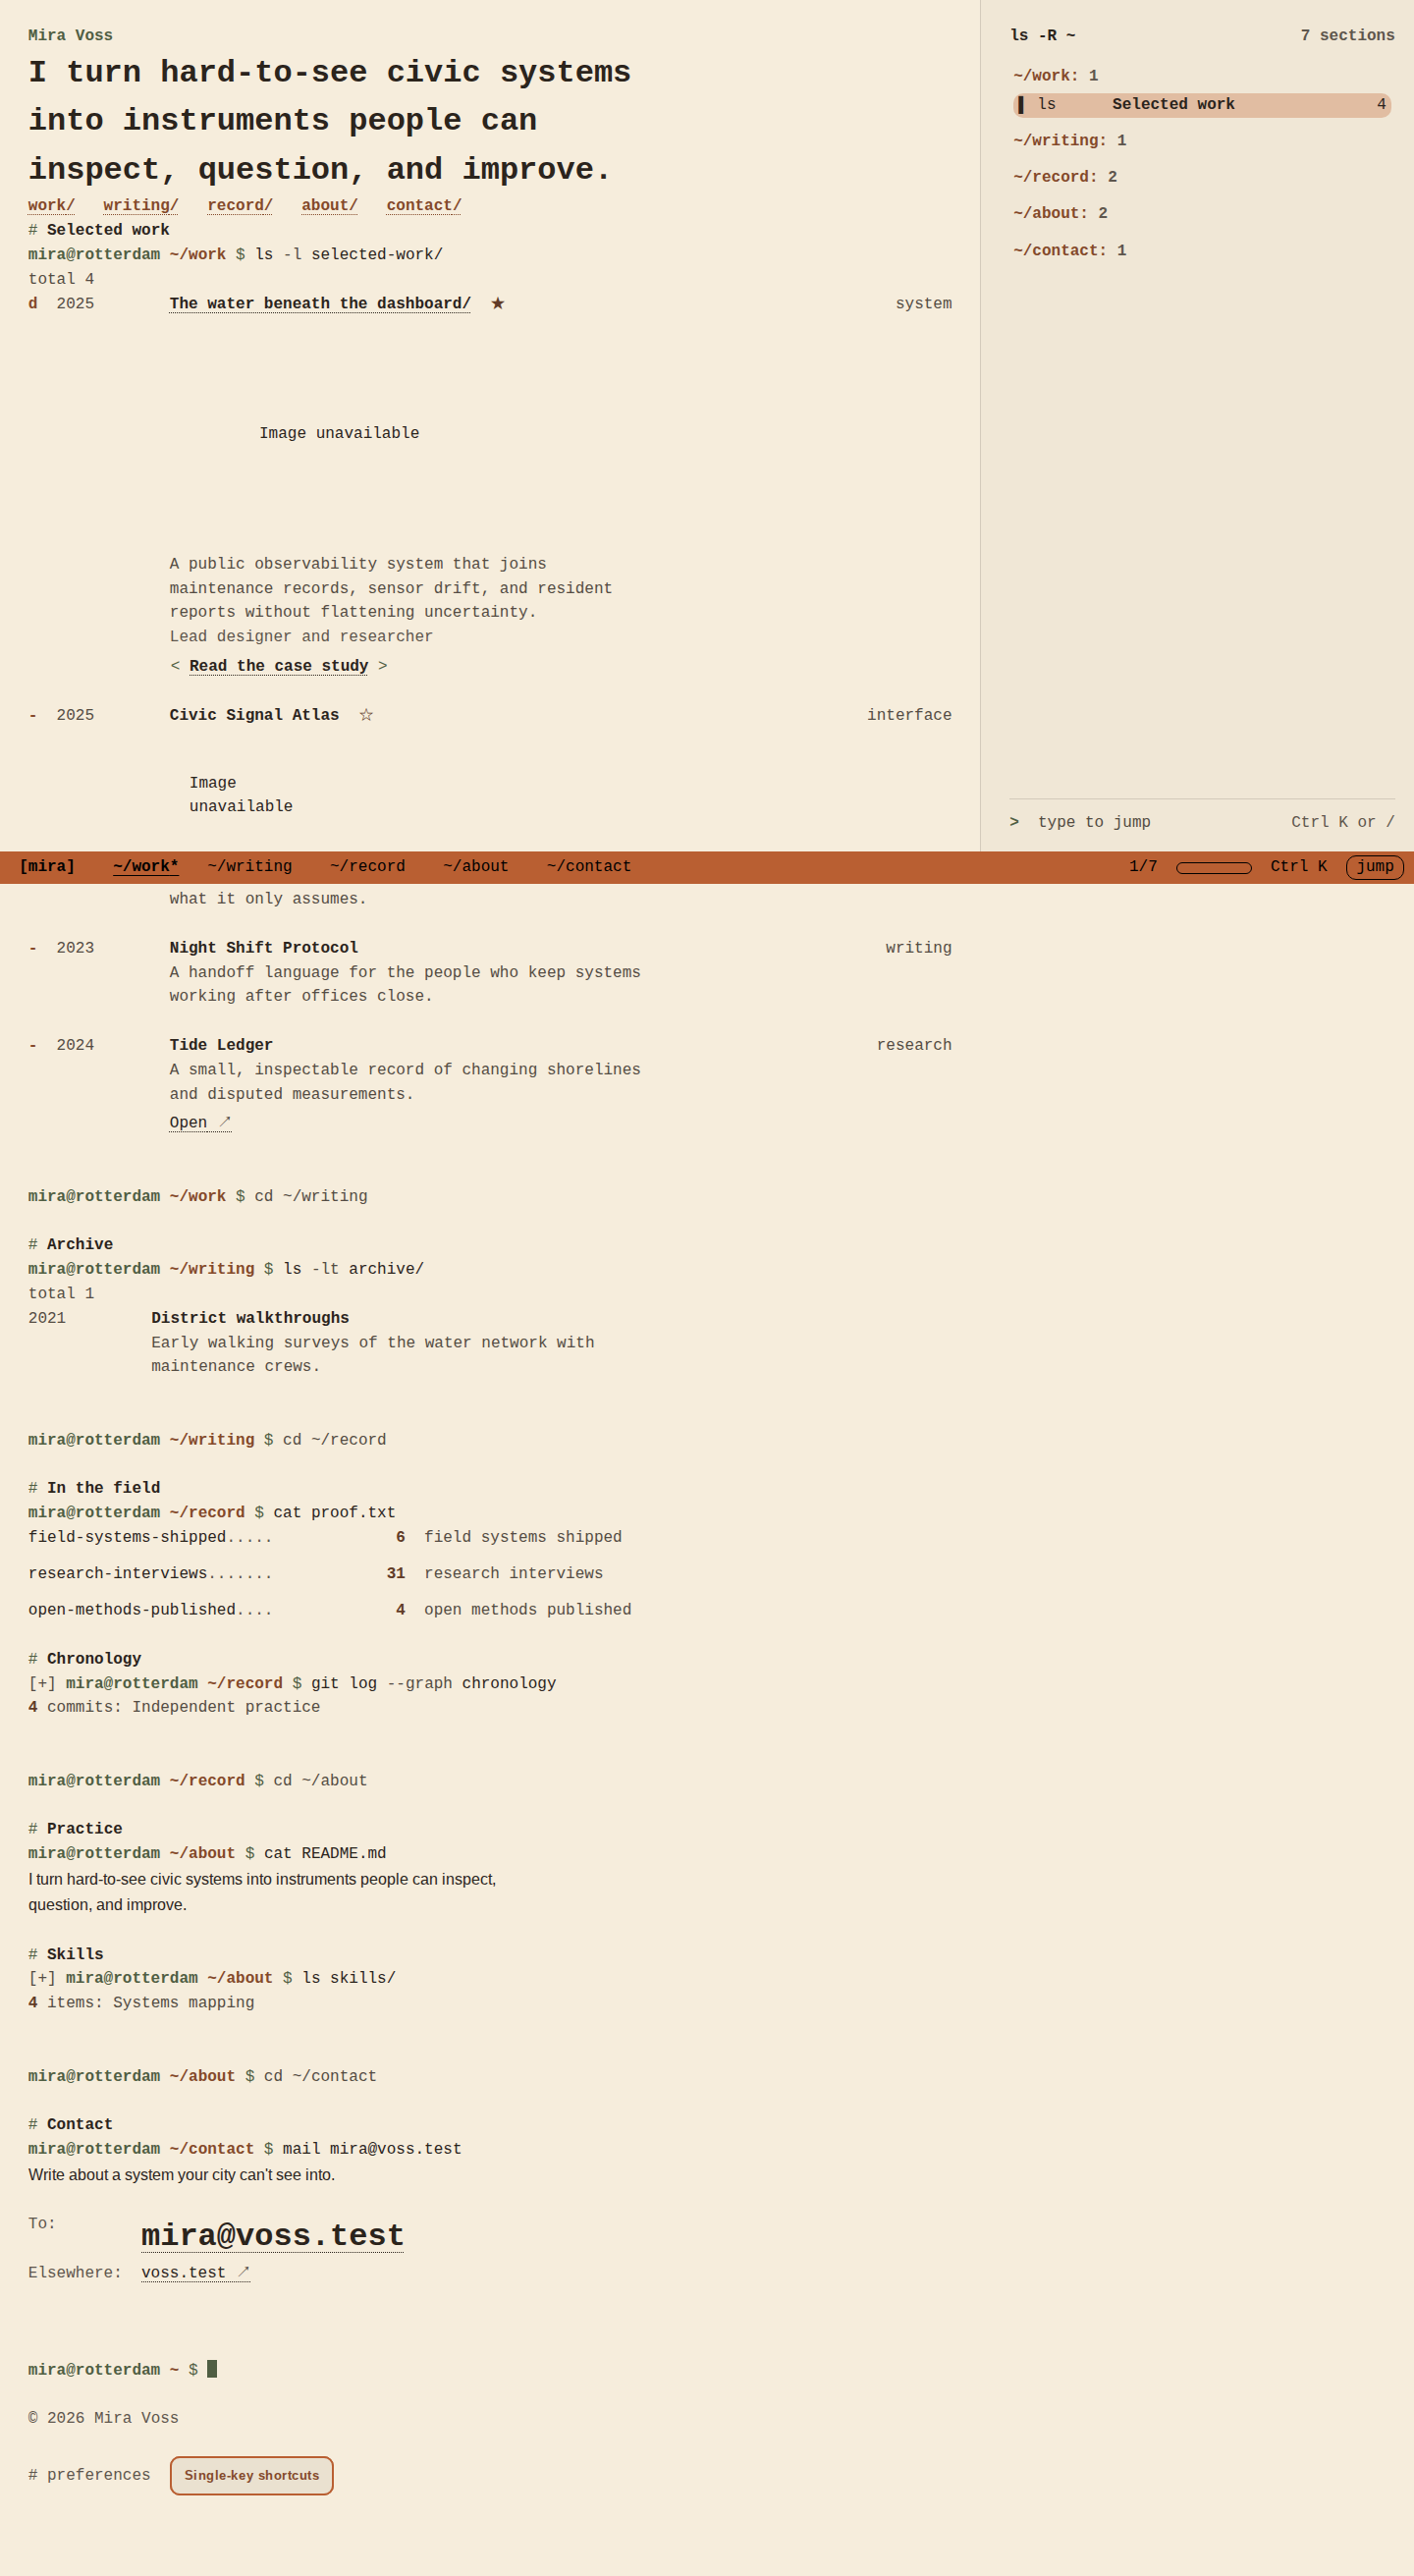 Mira Voss
I turn hard-to-see civic systems
into instruments people can
inspect, question, and improve.
work/ writing/ record/ about/ contact/
# Selected work
mira@rotterdam ~/work $ ls -l selected-work/
total 4
d 2025 The water beneath the dashboard/ ★ system
Image unavailable
A public observability system that joins
maintenance records, sensor drift, and resident
reports without flattening uncertainty.
Lead designer and researcher
< Read the case study >
- 2025 Civic Signal Atlas ☆ interface
Image
unavailable
ls -R ~ 7 sections
~/work: 1
ls Selected work 4
~/writing: 1
~/record: 2
~/about: 2
~/contact: 1
> type to jump Ctrl K or /
[mira] ~/work* ~/writing ~/record ~/about ~/contact 1/7 Ctrl K jump
what it only assumes.
- 2023 Night Shift Protocol writing
A handoff language for the people who keep systems
working after offices close.
- 2024 Tide Ledger research
A small, inspectable record of changing shorelines
and disputed measurements.
Open ↗
mira@rotterdam ~/work $ cd ~/writing
# Archive
mira@rotterdam ~/writing $ ls -lt archive/
total 1
2021 District walkthroughs
Early walking surveys of the water network with
maintenance crews.
mira@rotterdam ~/writing $ cd ~/record
# In the field
mira@rotterdam ~/record $ cat proof.txt
field-systems-shipped..... 6 field systems shipped
research-interviews....... 31 research interviews
open-methods-published.... 4 open methods published
# Chronology
[+] mira@rotterdam ~/record $ git log --graph chronology
4 commits: Independent practice
mira@rotterdam ~/record $ cd ~/about
# Practice
mira@rotterdam ~/about $ cat README.md
I turn hard-to-see civic systems into instruments people can inspect,
question, and improve.
# Skills
[+] mira@rotterdam ~/about $ ls skills/
4 items: Systems mapping
mira@rotterdam ~/about $ cd ~/contact
# Contact
mira@rotterdam ~/contact $ mail mira@voss.test
Write about a system your city can't see into.
To: mira@voss.test
Elsewhere: voss.test ↗
mira@rotterdam ~ $
© 2026 Mira Voss
# preferences Single-key shortcuts